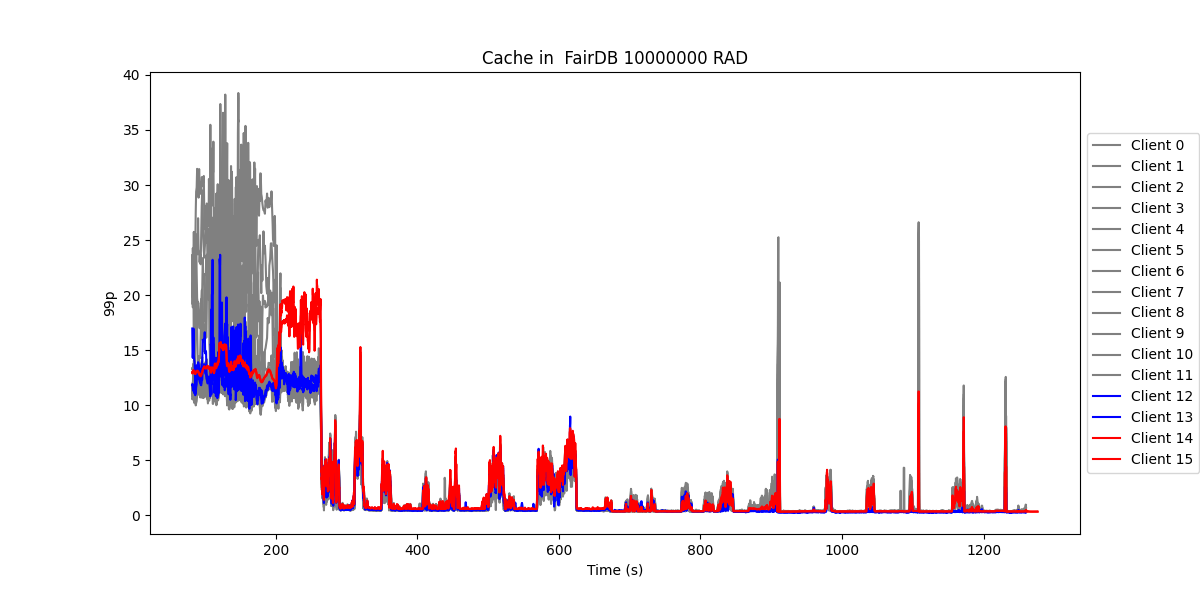 Cache in  FairDB 10000000 RAD
40
35
30
25
20
15
10
5
0
99p
200
400
600
800
1000
1200
Time (s)
Client 0
Client 1
Client 2
Client 3
Client 4
Client 5
Client 6
Client 7
Client 8
Client 9
Client 10
Client 11
Client 12
Client 13
Client 14
Client 15